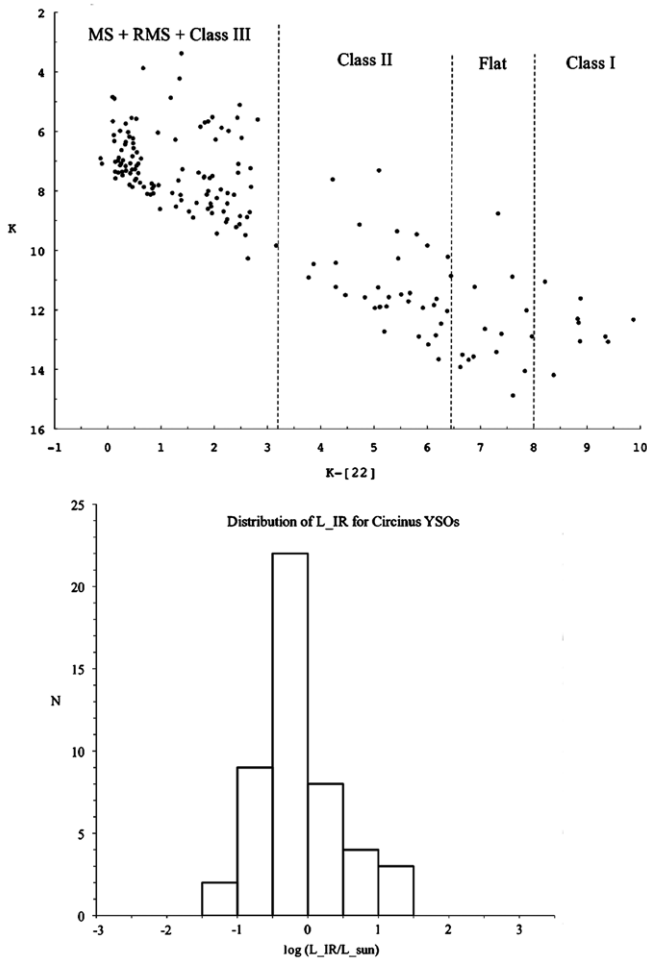 MS + RMS + Class III
Class II
Flat
Class I
2
4
6
8
10
12
14
16
K
-1 0 1 2 3 4 5 6 7 8 9 10
K-[22]
Distribution of L_IR for Circinus YSOs
25
20
15
10
5
0
N
-3 -2 -1 0 1 2 3
log (L_IR/L_sun)